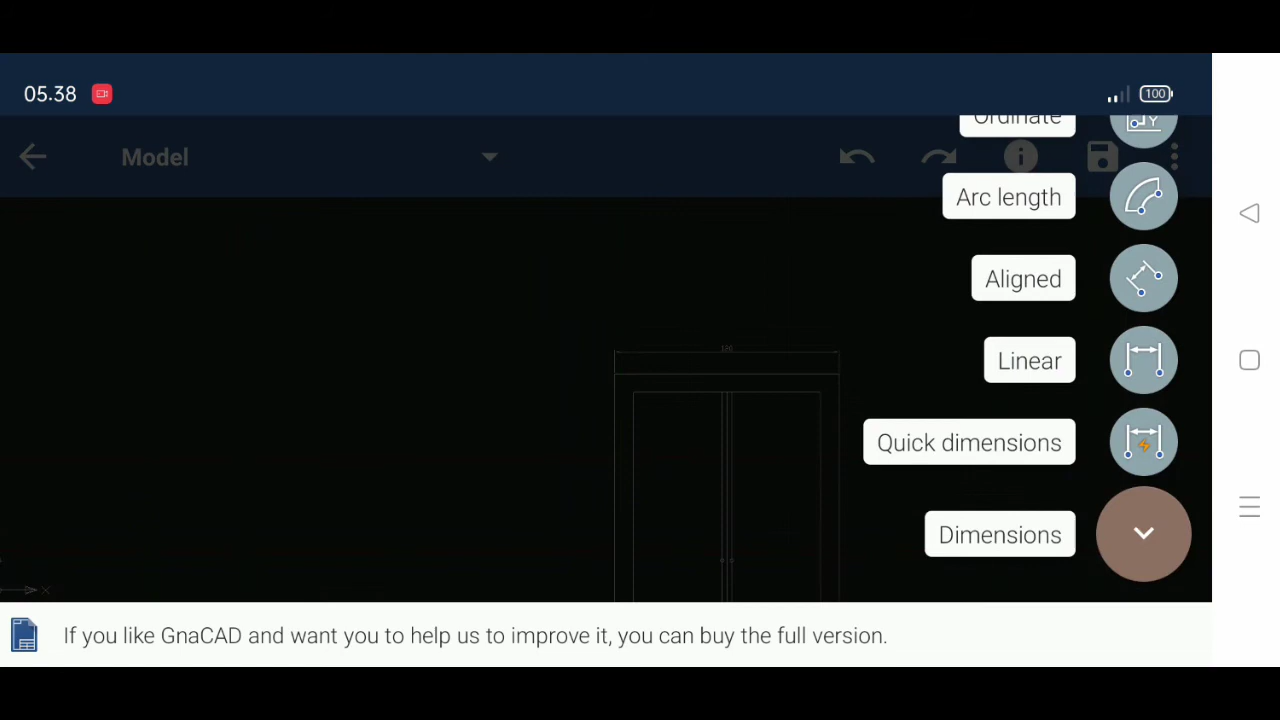 05.38
100
Ordinate
Model
Arc length
Aligned
Linear
Quick dimensions
Dimensions
X
If you like GnaCAD and want you to help us to improve it, you can buy the full version.